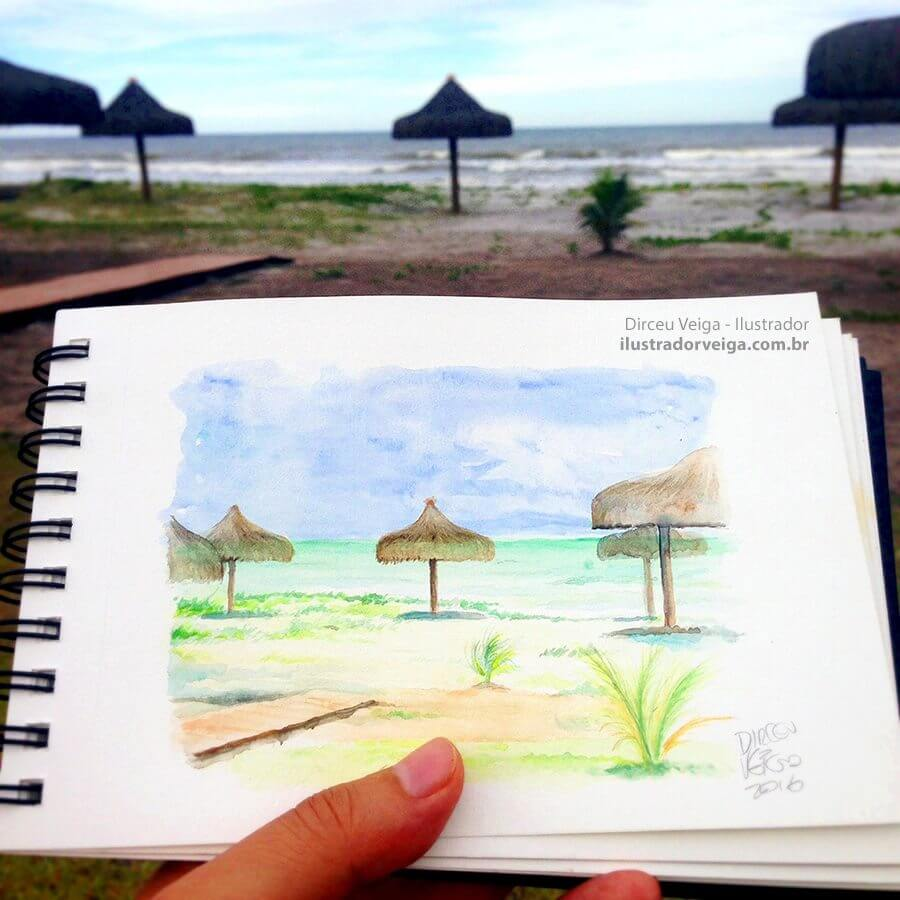 Dirceu Veiga - Ilustrador
ilustradorveiga.com.br
DIRCEU
VEIGA
2016